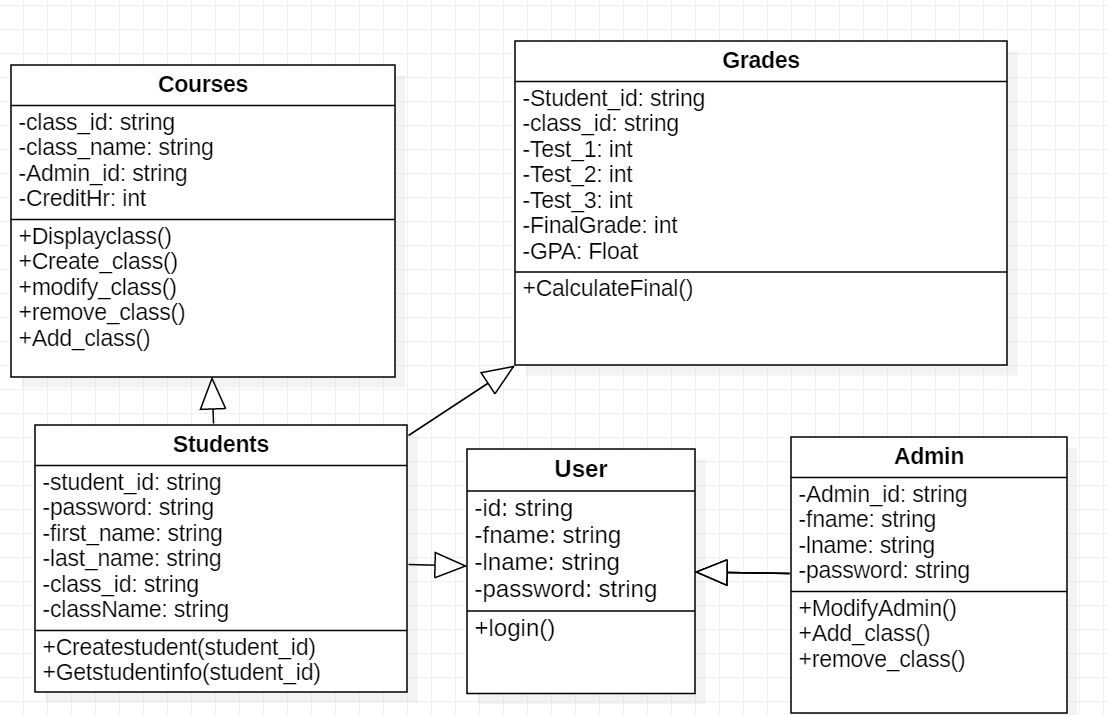 Courses
-class_id: string
-class_name: string
-Admin_id: string
-CreditHr: int
+Displayclass()
+Create_class()
+modify_class()
+remove_class()
+Add_class()
Grades
-Student_id: string
-class_id: string
-Test_1: int
-Test_2: int
-Test_3: int
-FinalGrade: int
-GPA: Float
+CalculateFinal()
Students
-student_id: string
-password: string
-first_name: string
-last_name: string
-class_id: string
-className: string
+Createstudent(student_id)
+Getstudentinfo(student_id)
User
-id: string
-fname: string
-lname: string
-password: string
+login()
Admin
-Admin_id: string
-fname: string
-lname: string
-password: string
+ModifyAdmin()
+Add_class()
+remove_class()